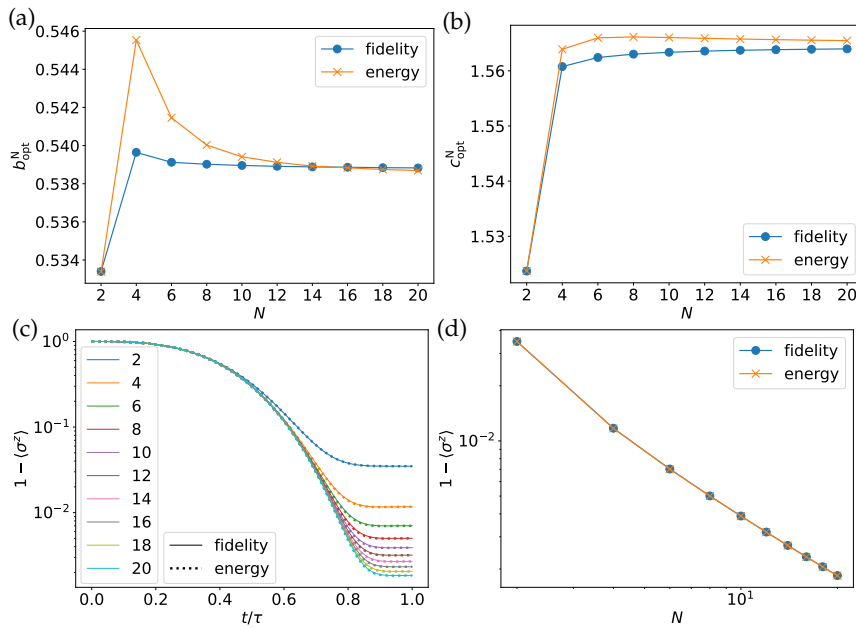 (a)
0.546
0.544
0.542
0.540
0.538
0.536
0.534
b_opt^N
2 4 6 8 10 12 14 16 18 20
N
fidelity
energy
(b)
1.56
1.55
1.54
1.53
c_opt^N
2 4 6 8 10 12 14 16 18 20
N
fidelity
energy
(c)
10^0
10^-1
10^-2
1 − ⟨σ^z⟩
2
4
6
8
10
12
14
16
18
20
fidelity
energy
0.0 0.2 0.4 0.6 0.8 1.0
t/τ
(d)
10^-2
1 − ⟨σ^z⟩
fidelity
energy
10^1
N